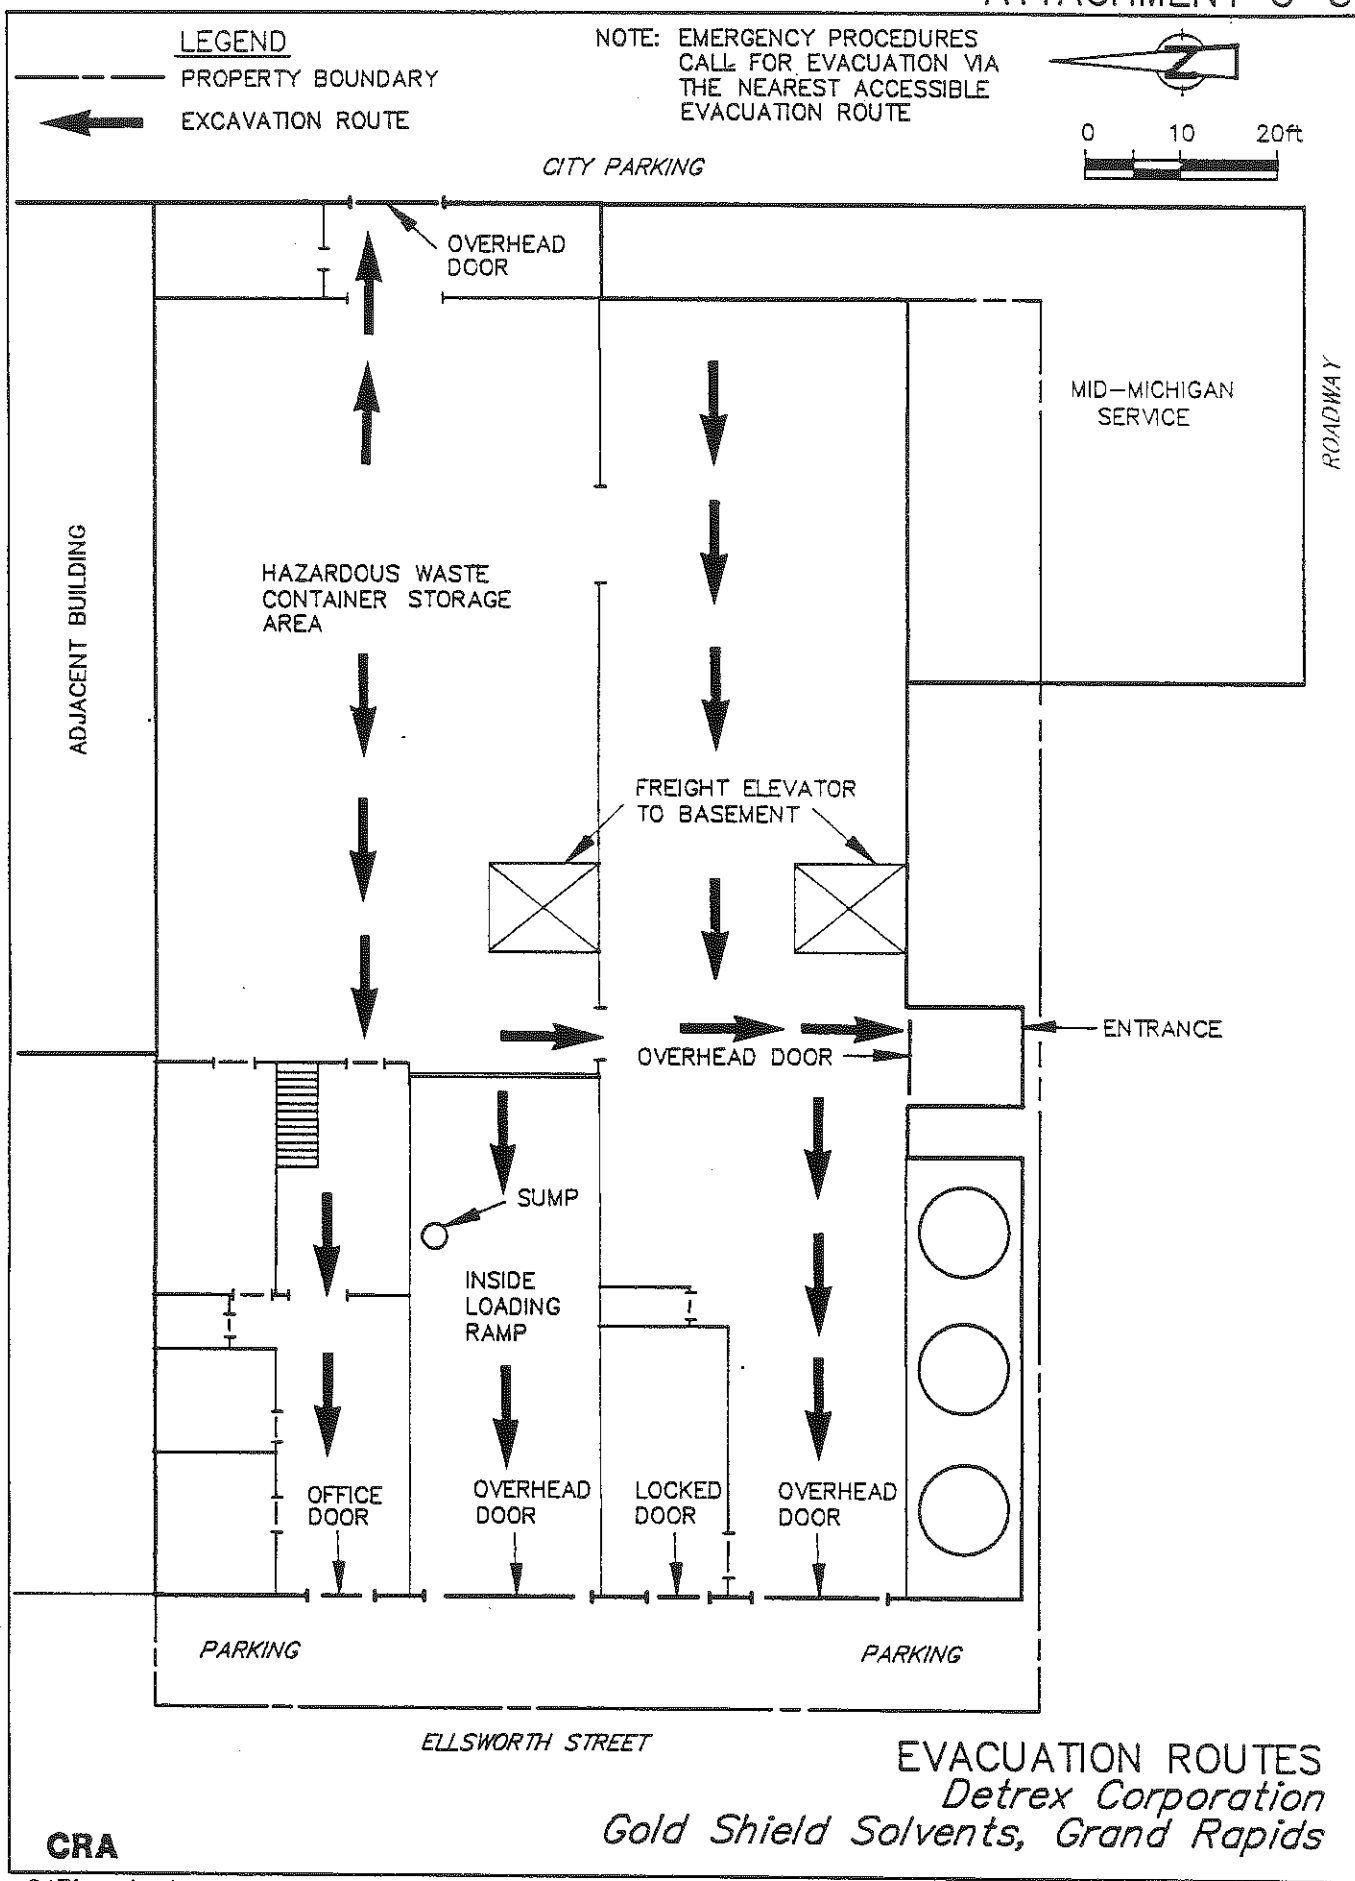 LEGEND
PROPERTY BOUNDARY
EXCAVATION ROUTE
NOTE: EMERGENCY PROCEDURES
CALL FOR EVACUATION VIA
THE NEAREST ACCESSIBLE
EVACUATION ROUTE
N
0 10 20ft
CITY PARKING
OVERHEAD
DOOR
MID-MICHIGAN
SERVICE
ROADWAY
ADJACENT BUILDING
HAZARDOUS WASTE
CONTAINER STORAGE
AREA
FREIGHT ELEVATOR
TO BASEMENT
ENTRANCE
OVERHEAD DOOR
SUMP
INSIDE
LOADING
RAMP
OFFICE
DOOR
OVERHEAD
DOOR
LOCKED
DOOR
OVERHEAD
DOOR
PARKING
PARKING
ELLSWORTH STREET
EVACUATION ROUTES
Detrex Corporation
Gold Shield Solvents, Grand Rapids
CRA